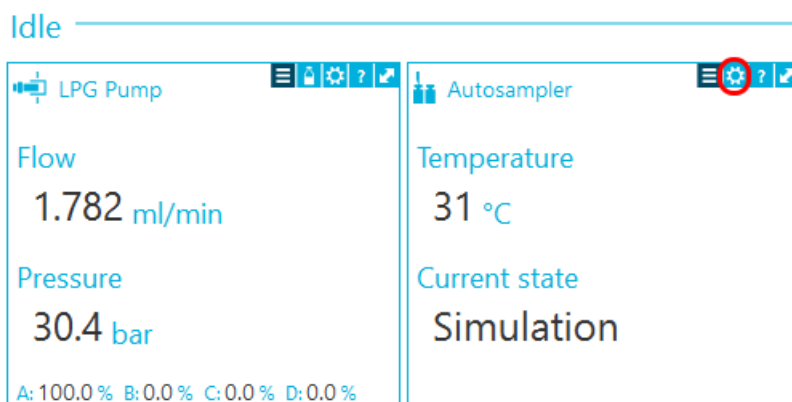 Idle
LPG Pump
?
Autosampler
?
Flow
1.782 ml/min
Temperature
31 °C
Pressure
30.4 bar
Current state
Simulation
A: 100.0 % B: 0.0 % C: 0.0 % D: 0.0 %